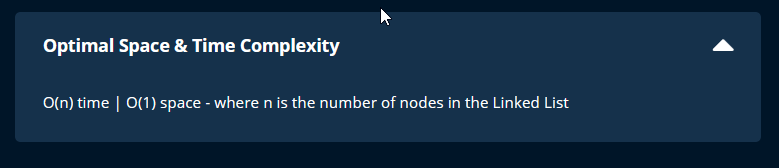 Optimal Space & Time Complexity
O(n) time | O(1) space - where n is the number of nodes in the Linked List